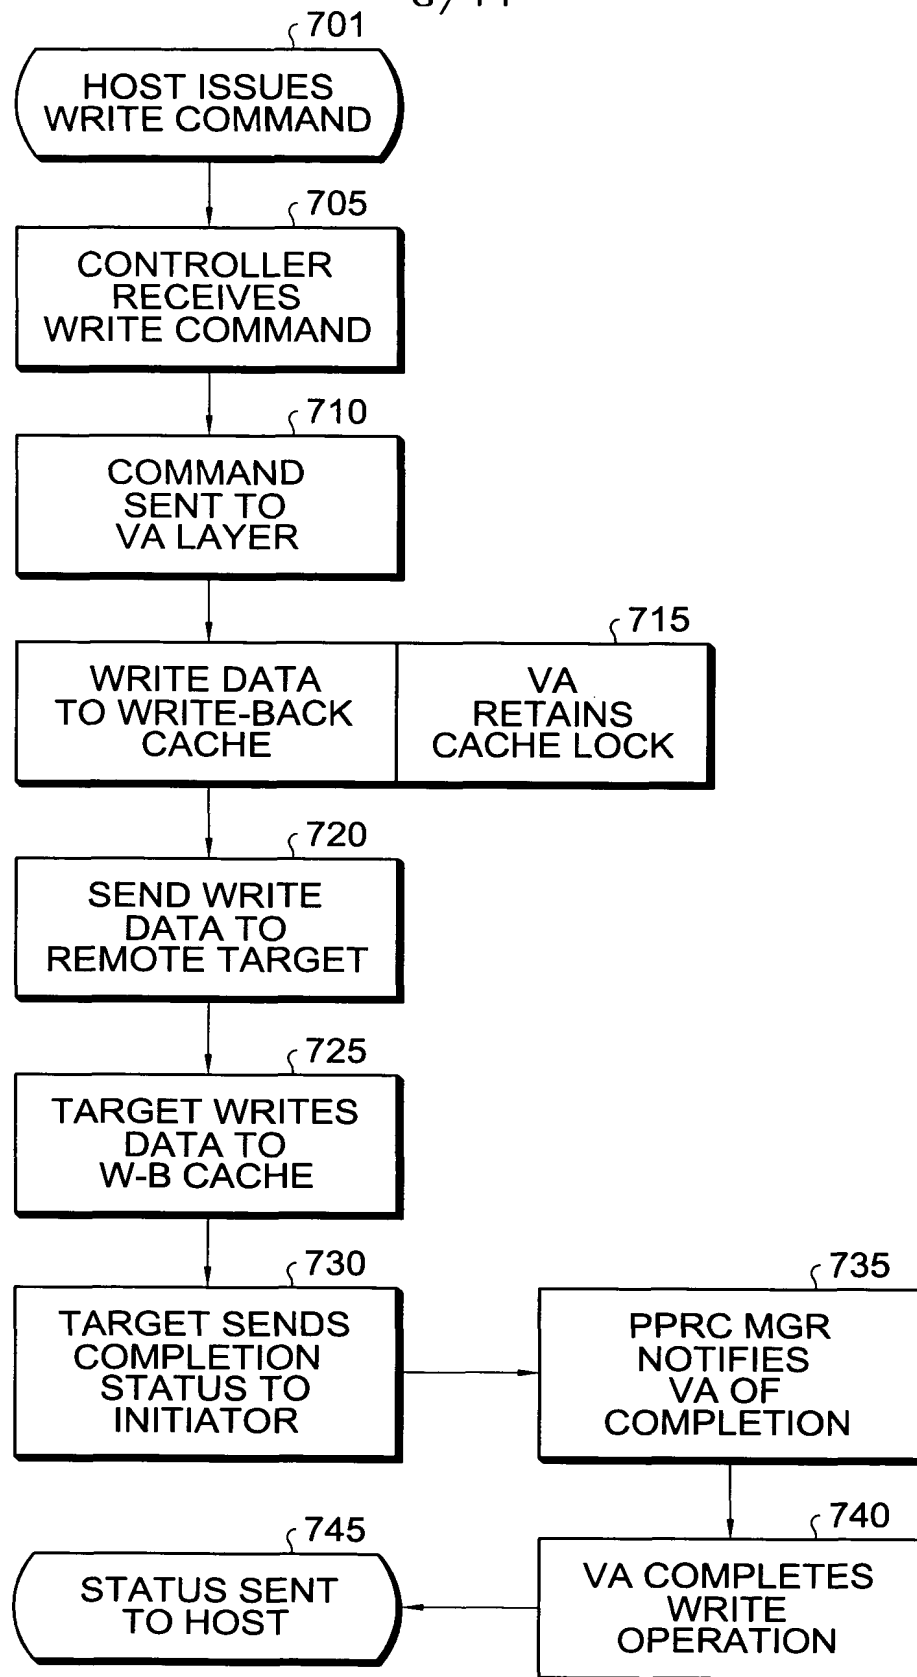 701
HOST ISSUES
WRITE COMMAND
705
CONTROLLER
RECEIVES
WRITE COMMAND
710
COMMAND
SENT TO
VA LAYER
715
WRITE DATA
TO WRITE-BACK
CACHE
VA
RETAINS
CACHE LOCK
720
SEND WRITE
DATA TO
REMOTE TARGET
725
TARGET WRITES
DATA TO
W-B CACHE
730
TARGET SENDS
COMPLETION
STATUS TO
INITIATOR
735
PPRC MGR
NOTIFIES
VA OF
COMPLETION
740
VA COMPLETES
WRITE
OPERATION
745
STATUS SENT
TO HOST